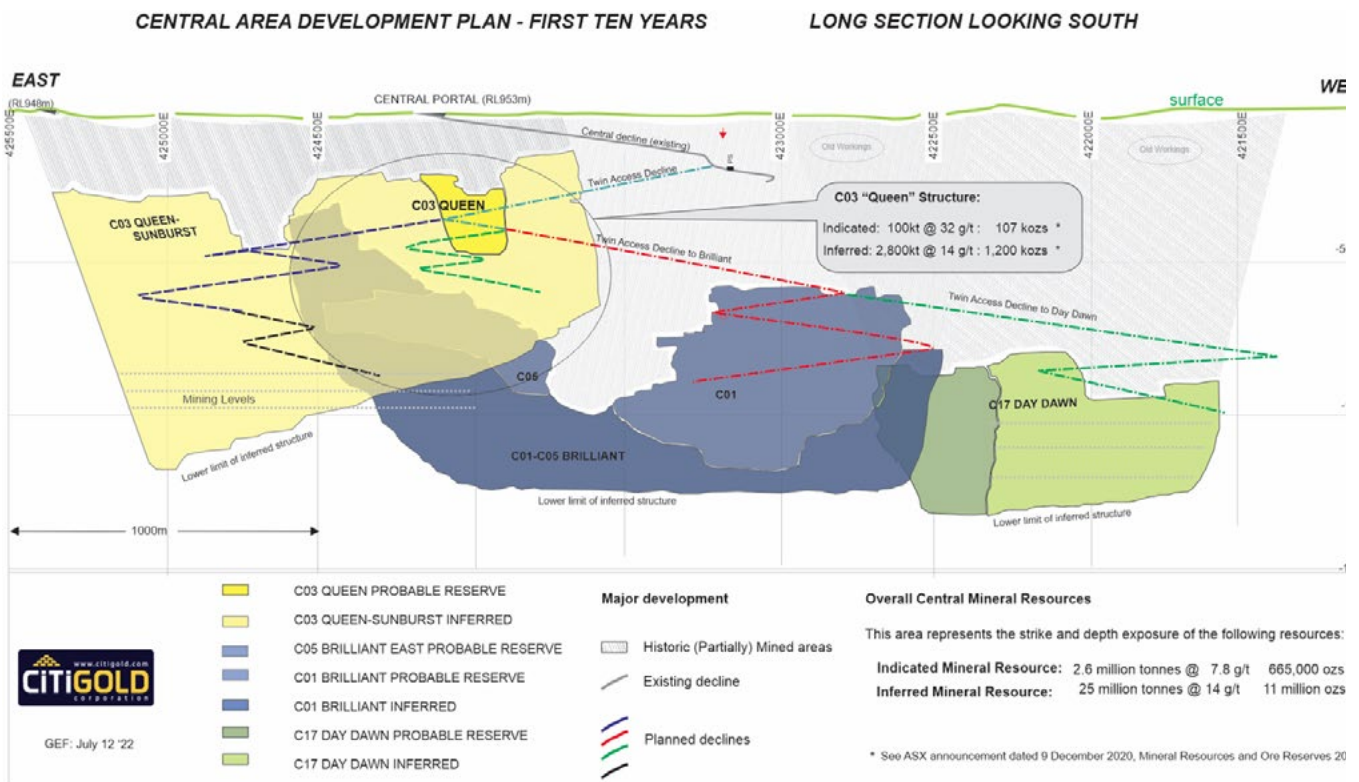 CENTRAL AREA DEVELOPMENT PLAN - FIRST TEN YEARS
LONG SECTION LOOKING SOUTH
EAST
(RL948m)
CENTRAL PORTAL (RL953m)
surface
425500E
425000E
424500E
423000E
422500E
422000E
421500E
Central decline (existing)
PS
Old Workings
Old Workings
Twin Access Decline
C03 QUEEN
C03 QUEEN-
SUNBURST
C03 "Queen" Structure:
Indicated: 100kt @ 32 g/t : 107 kozs *
Inferred: 2,800kt @ 14 g/t : 1,200 kozs *
Twin Access Decline to Brilliant
Twin Access Decline to Day Dawn
C05
C01
C17 DAY DAWN
Mining Levels
C01-C05 BRILLIANT
Lower limit of inferred structure
Lower limit of inferred structure
Lower limit of inferred structure
1000m
C03 QUEEN PROBABLE RESERVE
C03 QUEEN-SUNBURST INFERRED
C05 BRILLIANT EAST PROBABLE RESERVE
C01 BRILLIANT PROBABLE RESERVE
C01 BRILLIANT INFERRED
C17 DAY DAWN PROBABLE RESERVE
C17 DAY DAWN INFERRED
Major development
Historic (Partially) Mined areas
Existing decline
Planned declines
Overall Central Mineral Resources
This area represents the strike and depth exposure of the following resources:
Indicated Mineral Resource: 2.6 million tonnes @ 7.8 g/t 665,000 ozs
Inferred Mineral Resource: 25 million tonnes @ 14 g/t 11 million ozs
* See ASX announcement dated 9 December 2020, Mineral Resources and Ore Reserves 20
www.citigold.com
CITIGOLD
corporation
GEF: July 12 '22